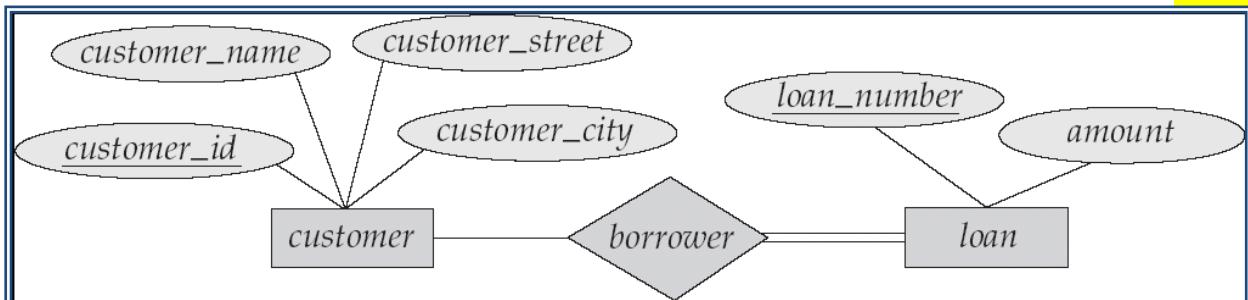 customer_name
customer_street
customer_id
customer_city
loan_number
amount
customer
borrower
loan